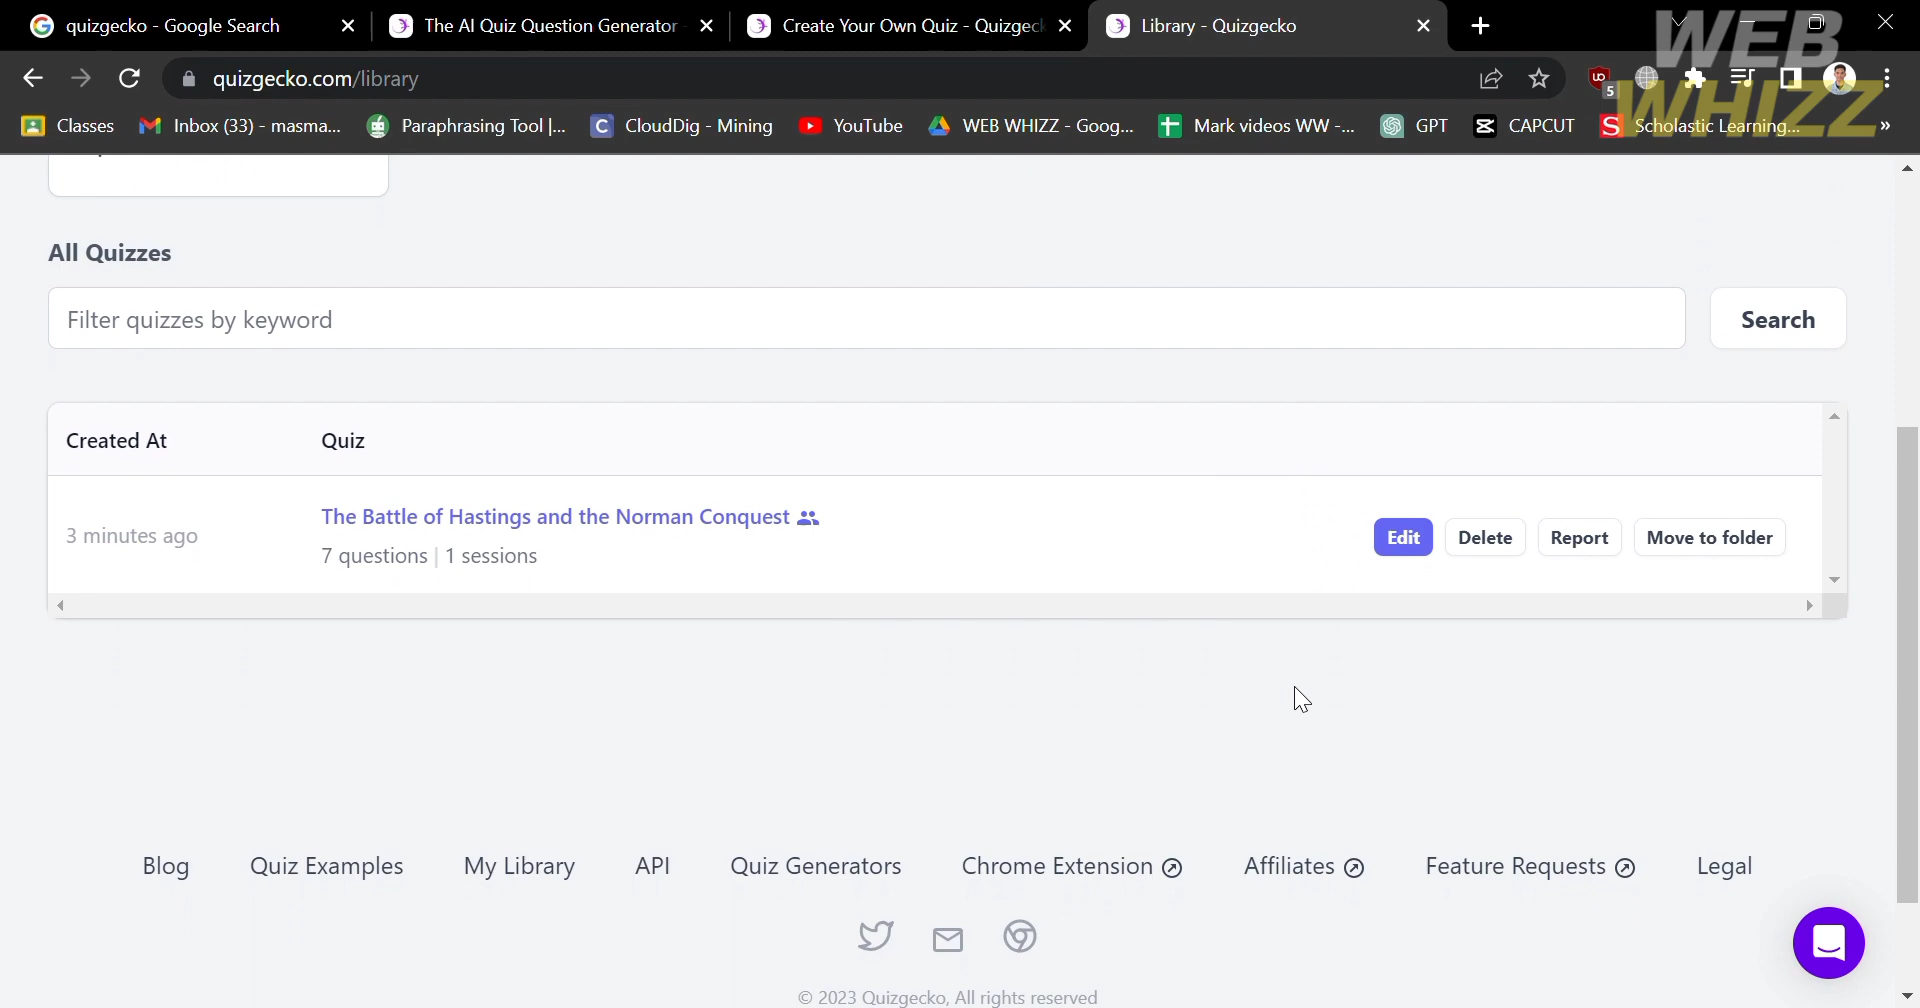 quizgecko - Google Search
The AI Quiz Question Generator -
Create Your Own Quiz - Quizgeck
Library - Quizgecko
WEB
WHIZZ
quizgecko.com/library
5
Classes
Inbox (33) - masma...
Paraphrasing Tool |...
CloudDig - Mining
YouTube
WEB WHIZZ - Goog...
Mark videos WW -...
GPT
CAPCUT
Scholastic Learning...
All Quizzes
Filter quizzes by keyword
Search
Created At
Quiz
3 minutes ago
The Battle of Hastings and the Norman Conquest
7 questions | 1 sessions
Edit
Delete
Report
Move to folder
Blog
Quiz Examples
My Library
API
Quiz Generators
Chrome Extension
Affiliates
Feature Requests
Legal
© 2023 Quizgecko, All rights reserved